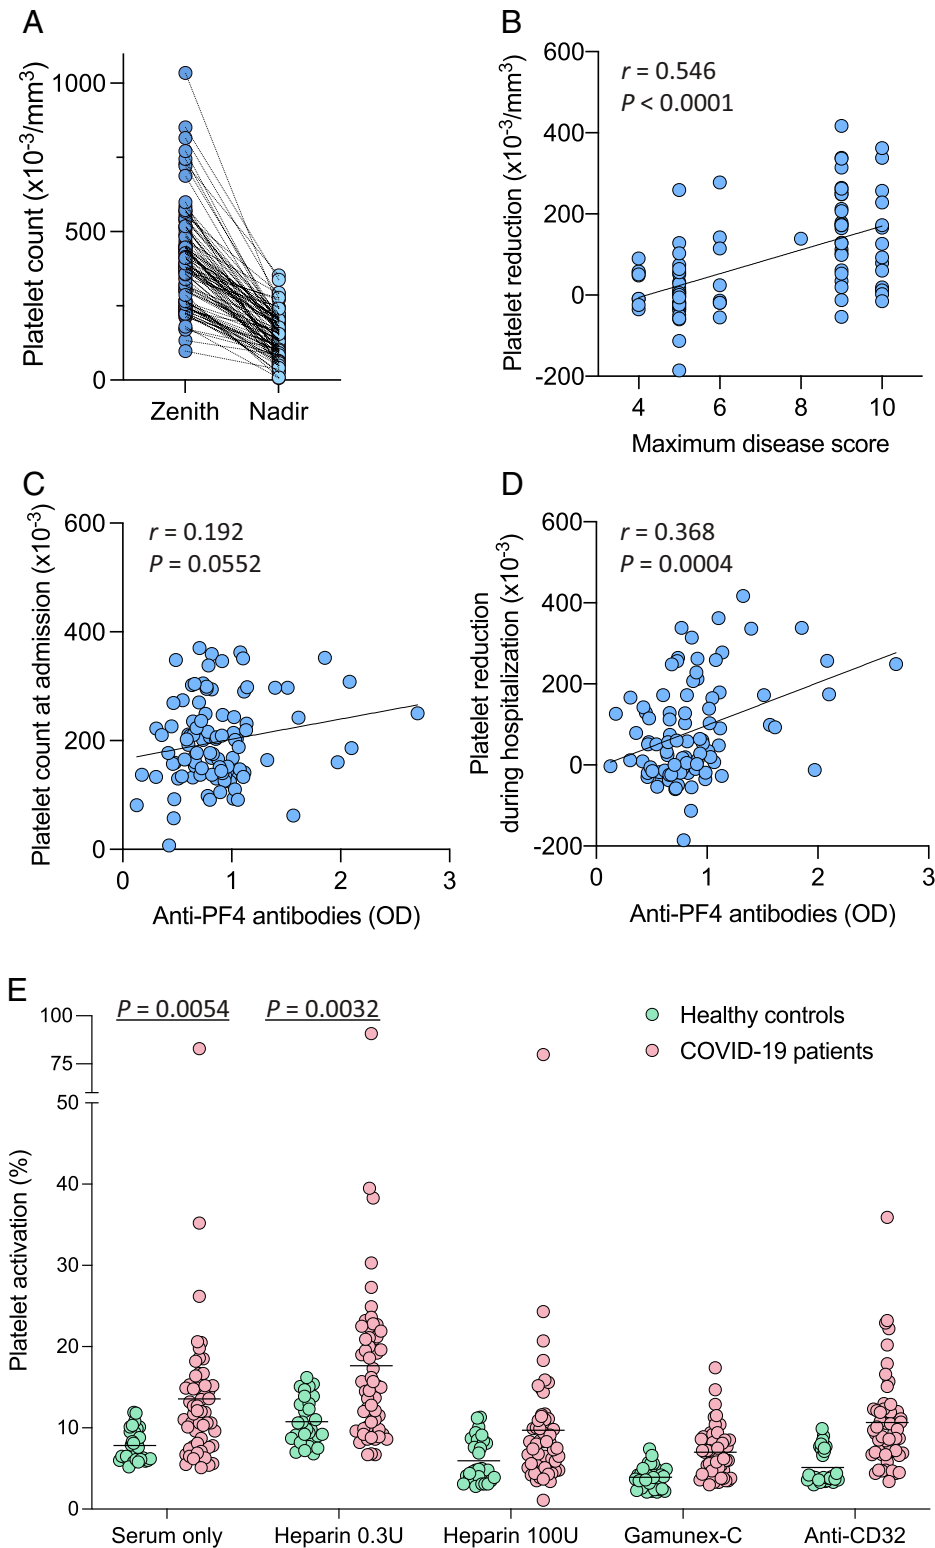 A
Platelet count (x10-3/mm3)
1000
500
0
Zenith Nadir
B
Platelet reduction (x10-3/mm3)
600
400
200
0
-200
r = 0.546
P < 0.0001
4 6 8 10
Maximum disease score
C
Platelet count at admission (x10-3)
600
400
200
0
r = 0.192
P = 0.0552
0 1 2 3
Anti-PF4 antibodies (OD)
D
Platelet reduction
during hospitalization (x10-3)
600
400
200
0
-200
r = 0.368
P = 0.0004
0 1 2 3
Anti-PF4 antibodies (OD)
E
Platelet activation (%)
100
75
50
40
30
20
10
0
P = 0.0054 P = 0.0032
Healthy controls
COVID-19 patients
Serum only Heparin 0.3U Heparin 100U Gamunex-C Anti-CD32